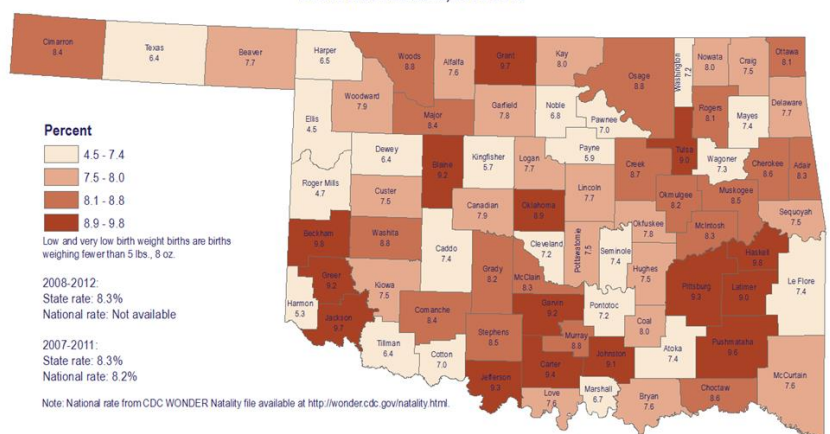 Cimarron
8.4
Texas
6.4
Beaver
7.7
Harper
6.5
Woods
8.8
Alfalfa
7.6
Grant
9.7
Kay
8.0
Osage
8.8
Washington
7.2
Nowata
8.0
Craig
7.5
Ottawa
8.1
Ellis
4.5
Woodward
7.9
Major
8.4
Garfield
7.8
Noble
6.8
Pawnee
7.0
Rogers
8.1
Mayes
7.4
Delaware
7.7
Dewey
6.4
Blaine
9.2
Kingfisher
5.7
Logan
7.7
Payne
5.9
Creek
8.7
Tulsa
9.0
Wagoner
7.3
Cherokee
8.6
Adair
8.3
Roger Mills
4.7
Custer
7.5
Canadian
7.9
Oklahoma
8.9
Lincoln
7.7
Okmulgee
8.2
Muskogee
8.5
Sequoyah
7.5
Beckham
9.8
Washita
8.8
Caddo
7.4
Cleveland
7.2
Pottawatomie
7.5
Seminole
7.4
Okfuskee
7.8
McIntosh
8.3
Haskell
9.6
Greer
9.2
Kiowa
7.5
Grady
8.2
McClain
8.3
Hughes
7.5
Pittsburg
9.3
Latimer
9.0
Le Flore
7.4
Harmon
5.3
Jackson
9.7
Comanche
8.4
Garvin
9.2
Pontotoc
7.2
Coal
8.0
Tillman
6.4
Cotton
7.0
Stephens
8.5
Murray
8.8
Johnston
9.1
Atoka
7.4
Pushmataha
9.6
McCurtain
7.6
Jefferson
9.3
Carter
9.4
Love
7.6
Marshall
6.7
Bryan
7.6
Choctaw
8.6
Percent
4.5 - 7.4
7.5 - 8.0
8.1 - 8.8
8.9 - 9.8
Low and very low birth weight births are births
weighing fewer than 5 lbs., 8 oz.
2008-2012:
State rate: 8.3%
National rate: Not available
2007-2011:
State rate: 8.3%
National rate: 8.2%
Note: National rate from CDC WONDER Natality file available at http://wonder.cdc.gov/natality.html.